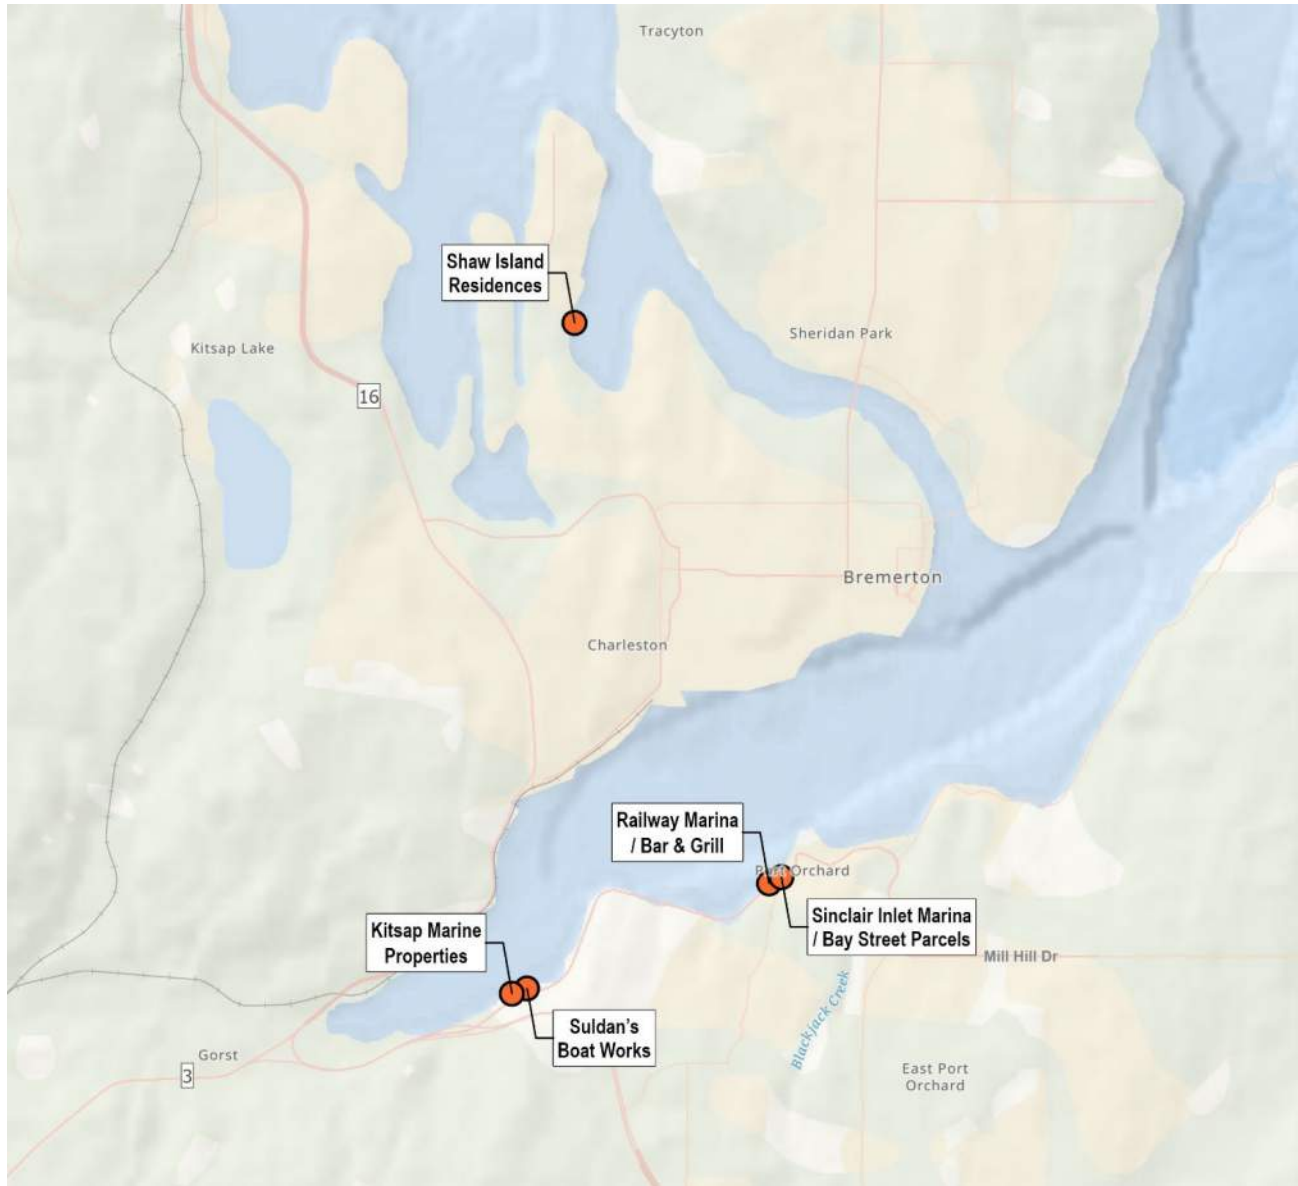 Tracyton
Shaw Island
Residences
Sheridan Park
Kitsap Lake
16
Bremerton
Charleston
Railway Marina
/ Bar & Grill
Port Orchard
Sinclair Inlet Marina
/ Bay Street Parcels
Kitsap Marine
Properties
Mill Hill Dr
Blackjack Creek
Suldan's
Boat Works
Gorst
3
East Port
Orchard